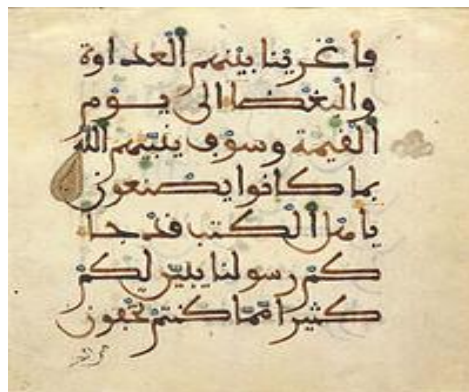 فأغرينا بينهم العداوة
والبغضا الى يوم
القيمة وسوف ينبئهم الله
بما كانوا يصنعون
ياهل الكتب قد جا
كم رسولنا يبين لكم
كثيرا مما كنتم تخفون